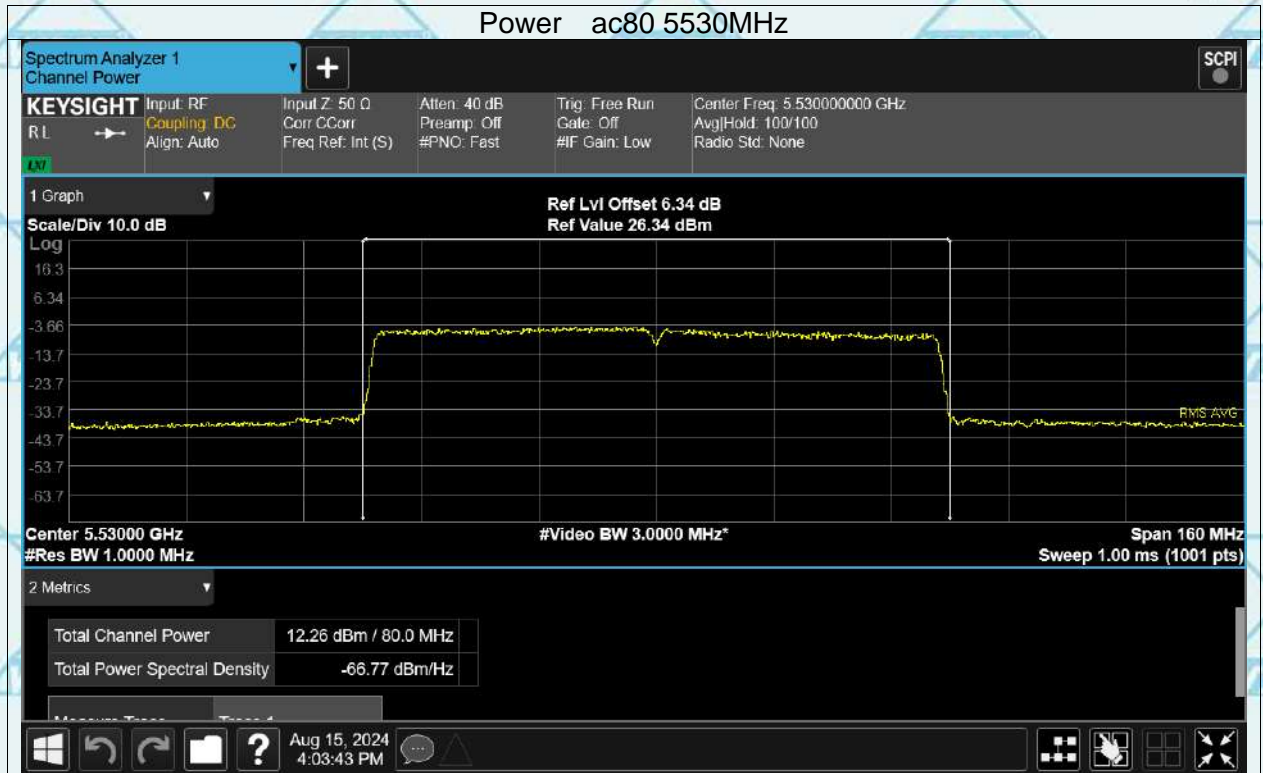 Power ac80 5530MHz
Spectrum Analyzer 1
Channel Power
+
SCPI
KEYSIGHT
RL
LXI
Input: RF
Coupling: DC
Align: Auto
Input Z: 50 Ω
Corr CCorr
Freq Ref: Int (S)
Atten: 40 dB
Preamp: Off
#PNO: Fast
Trig: Free Run
Gate: Off
#IF Gain: Low
Center Freq: 5.530000000 GHz
Avg|Hold: 100/100
Radio Std: None
1 Graph
Scale/Div 10.0 dB
Ref Lvl Offset 6.34 dB
Ref Value 26.34 dBm
Log
16.3
6.34
-3.66
-13.7
-23.7
-33.7
-43.7
-53.7
-63.7
RMS AVG
Center 5.53000 GHz
#Res BW 1.0000 MHz
#Video BW 3.0000 MHz*
Span 160 MHz
Sweep 1.00 ms (1001 pts)
2 Metrics
Total Channel Power 12.26 dBm / 80.0 MHz
Total Power Spectral Density -66.77 dBm/Hz
Measure Trace Trace 1
?
Aug 15, 2024
4:03:43 PM